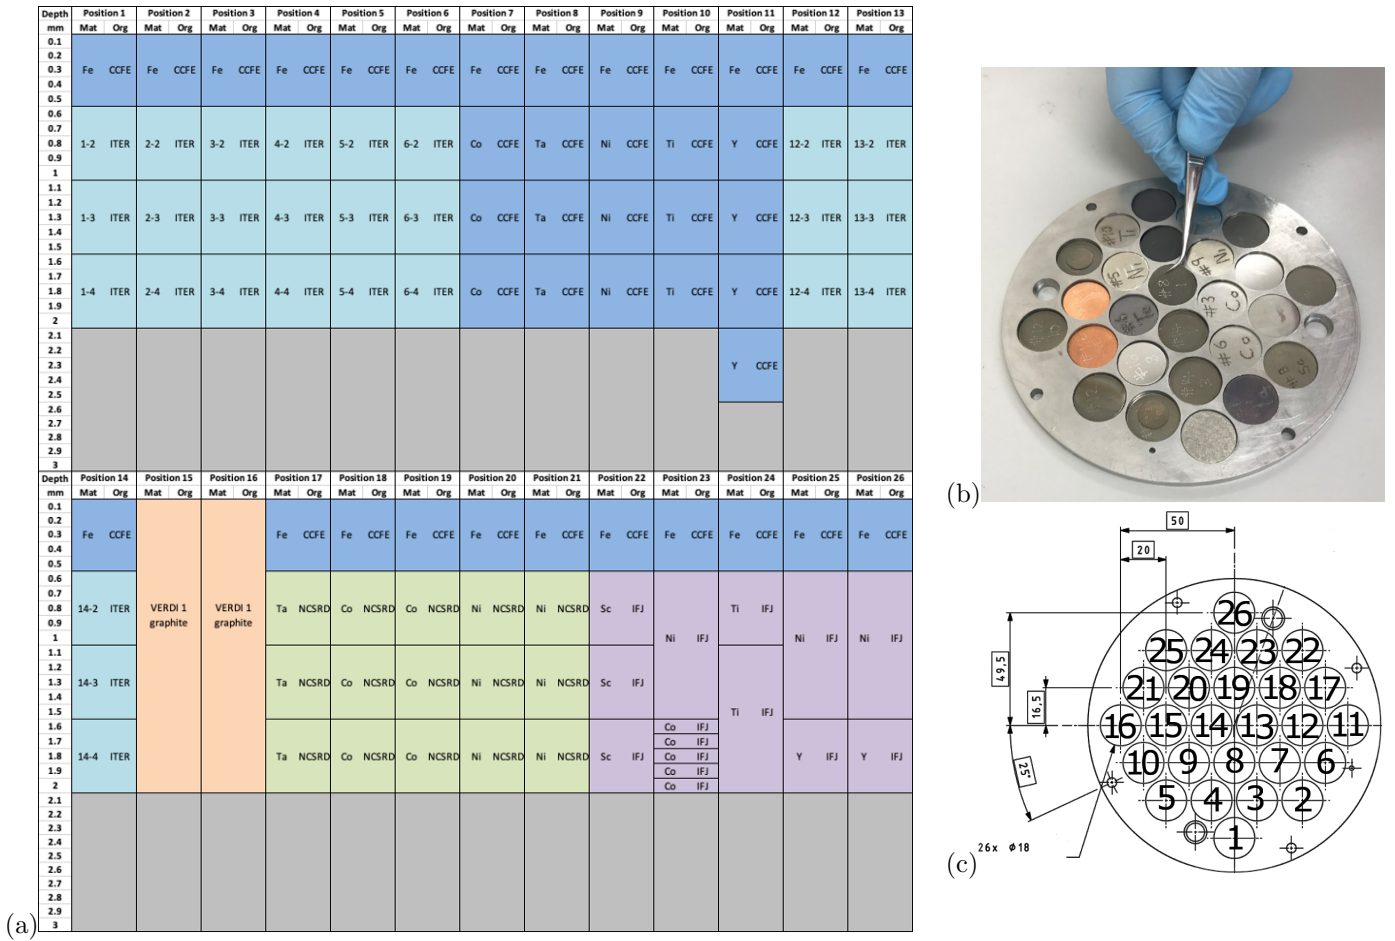 Depth Position 1 Position 2 Position 3 Position 4 Position 5 Position 6 Position 7 Position 8 Position 9 Position 10 Position 11 Position 12 Position 13
mm Mat Org Mat Org Mat Org Mat Org Mat Org Mat Org Mat Org Mat Org Mat Org Mat Org Mat Org Mat Org Mat Org
0.1
0.2
0.3 Fe CCFE Fe CCFE Fe CCFE Fe CCFE Fe CCFE Fe CCFE Fe CCFE Fe CCFE Fe CCFE Fe CCFE Fe CCFE Fe CCFE Fe CCFE
0.4
0.5
0.6
0.7
0.8 1-2 ITER 2-2 ITER 3-2 ITER 4-2 ITER 5-2 ITER 6-2 ITER Co CCFE Ta CCFE Ni CCFE Ti CCFE Y CCFE 12-2 ITER 13-2 ITER
0.9
1
1.1
1.2
1.3 1-3 ITER 2-3 ITER 3-3 ITER 4-3 ITER 5-3 ITER 6-3 ITER Co CCFE Ta CCFE Ni CCFE Ti CCFE Y CCFE 12-3 ITER 13-3 ITER
1.4
1.5
1.6
1.7
1.8 1-4 ITER 2-4 ITER 3-4 ITER 4-4 ITER 5-4 ITER 6-4 ITER Co CCFE Ta CCFE Ni CCFE Ti CCFE Y CCFE 12-4 ITER 13-4 ITER
1.9
2
2.1
2.2
2.3 Y CCFE
2.4
2.5
2.6
2.7
2.8
2.9
3
Depth Position 14 Position 15 Position 16 Position 17 Position 18 Position 19 Position 20 Position 21 Position 22 Position 23 Position 24 Position 25 Position 26
mm Mat Org Mat Org Mat Org Mat Org Mat Org Mat Org Mat Org Mat Org Mat Org Mat Org Mat Org Mat Org Mat Org
0.1
0.2
0.3 Fe CCFE Fe CCFE Fe CCFE Fe CCFE Fe CCFE Fe CCFE Fe CCFE Fe CCFE Fe CCFE Fe CCFE Fe CCFE
0.4
0.5
0.6
0.7
0.8 14-2 ITER VERDI 1 VERDI 1 Ta NCSRD Co NCSRD Co NCSRD Ni NCSRD Ni NCSRD Sc IFJ Ti IFJ
0.9 graphite graphite
1 Ni IFJ Ni IFJ Ni IFJ
1.1
1.2
1.3 14-3 ITER Ta NCSRD Co NCSRD Co NCSRD Ni NCSRD Ni NCSRD Sc IFJ
1.4
1.5 Ti IFJ
1.6 Co IFJ
1.7 Co IFJ
1.8 14-4 ITER Ta NCSRD Co NCSRD Co NCSRD Ni NCSRD Ni NCSRD Sc IFJ Co IFJ Y IFJ Y IFJ
1.9 Co IFJ
2 Co IFJ
2.1
2.2
2.3
2.4
2.5
2.6
2.7
2.8
2.9
3
(a)
Ti
#10
Ni
#5
Ni
#9
#8 1
#3 Co
#6 Co
(b)
50
20
49,5
16,5
25°
26
25 24 23 22
21 20 19 18 17
16 15 14 13 12 11
10 9 8 7 6
5 4 3 2
1
26x Ø18
(c)